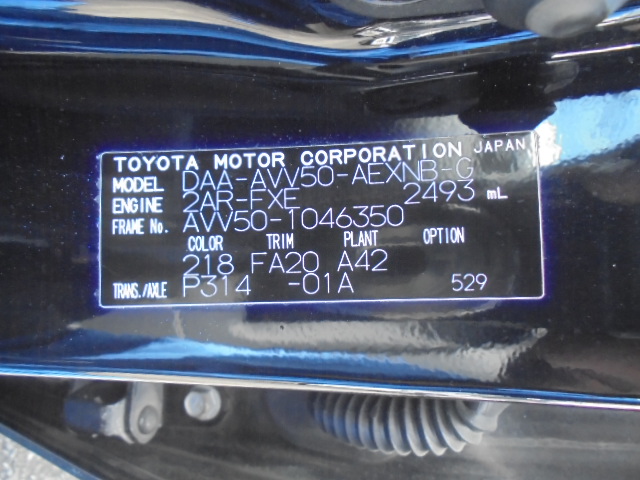 TOYOTA MOTOR CORPORATION JAPAN
MODEL DAA-AVV50-AEXNB-G
ENGINE 2AR-FXE 2493 mL
FRAME No. AVV50-1046350
COLOR TRIM PLANT OPTION
218 FA20 A42
TRANS./AXLE P314 -01A 529